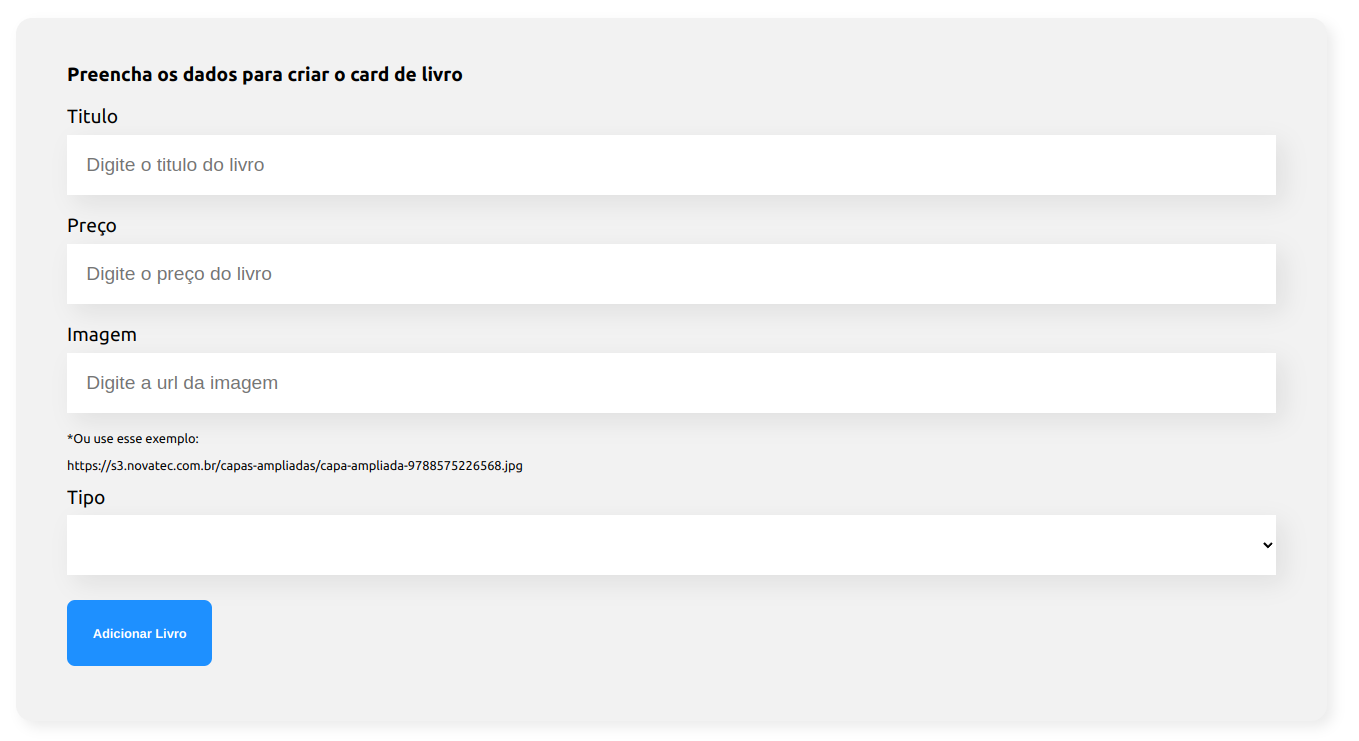 Preencha os dados para criar o card de livro
Titulo
Digite o titulo do livro
Preço
Digite o preço do livro
Imagem
Digite a url da imagem
*Ou use esse exemplo:
https://s3.novatec.com.br/capas-ampliadas/capa-ampliada-9788575226568.jpg
Tipo
Adicionar Livro